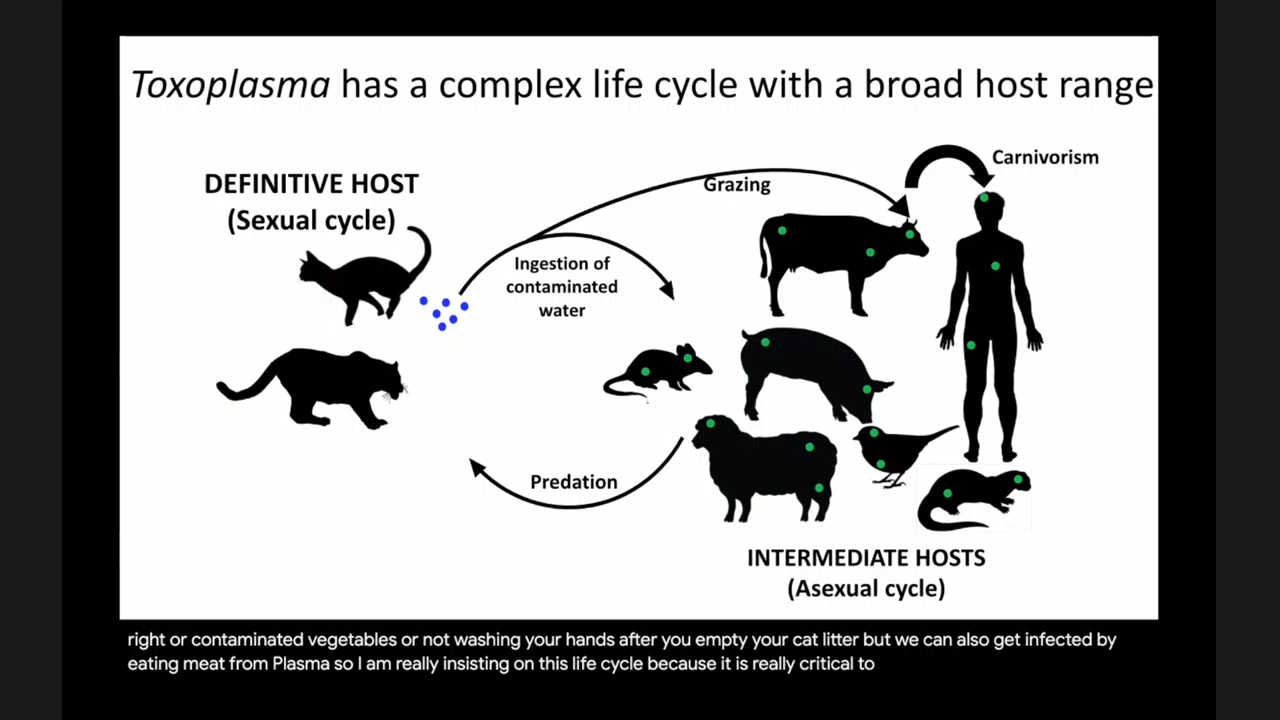 Toxoplasma has a complex life cycle with a broad host range
DEFINITIVE HOST
(Sexual cycle)
Grazing
Carnivorism
Ingestion of
contaminated
water
Predation
INTERMEDIATE HOSTS
(Asexual cycle)
right or contaminated vegetables or not washing your hands after you empty your cat litter but we can also get infected by
eating meat from Plasma so I am really insisting on this life cycle because it is really critical to